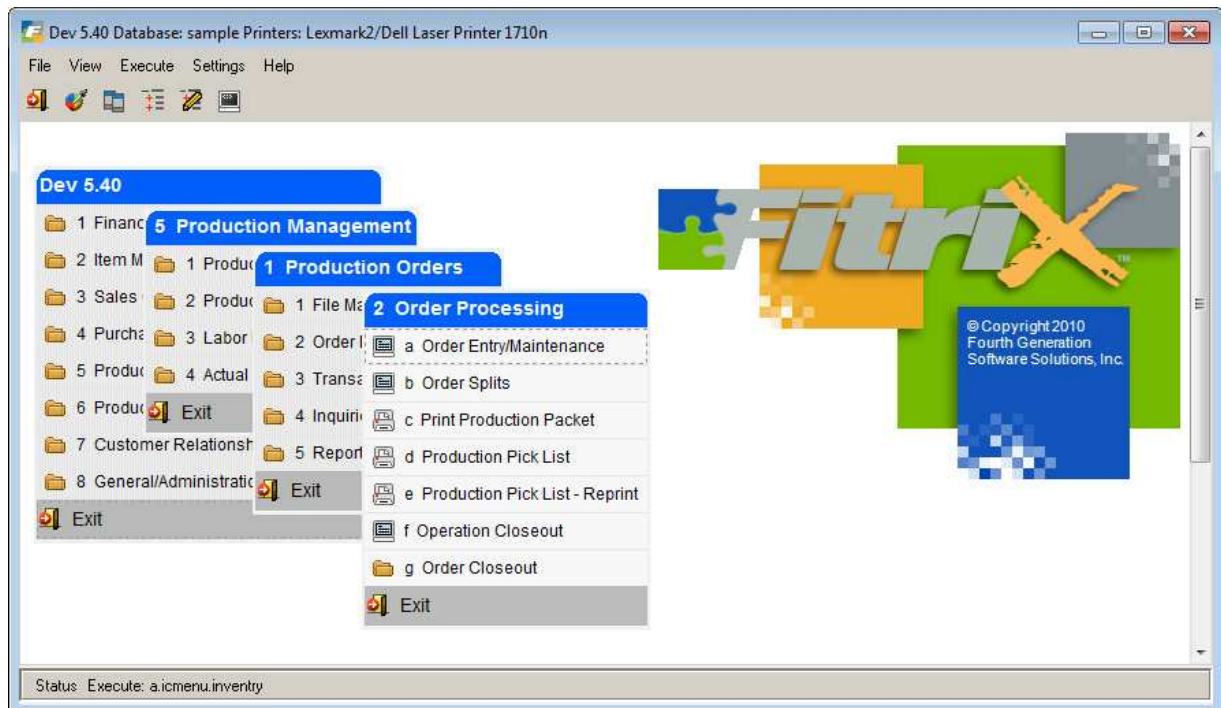 Dev 5.40 Database: sample Printers: Lexmark2/Dell Laser Printer 1710n
File View Execute Settings Help
Dev 5.40
1 Financ
2 Item M
3 Sales
4 Purcha
5 Produc
6 Produc
7 Customer Relationsh
8 General/Administratic
Exit
5 Production Management
1 Produc
2 Produc
3 Labor
4 Actual
Exit
1 Production Orders
1 File Ma
2 Order
3 Transa
4 Inquiri
5 Report
Exit
2 Order Processing
a Order Entry/Maintenance
b Order Splits
c Print Production Packet
d Production Pick List
e Production Pick List - Reprint
f Operation Closeout
g Order Closeout
Exit
FitriX
TM
© Copyright 2010
Fourth Generation
Software Solutions, Inc.
Status Execute: a.icmenu.inventry